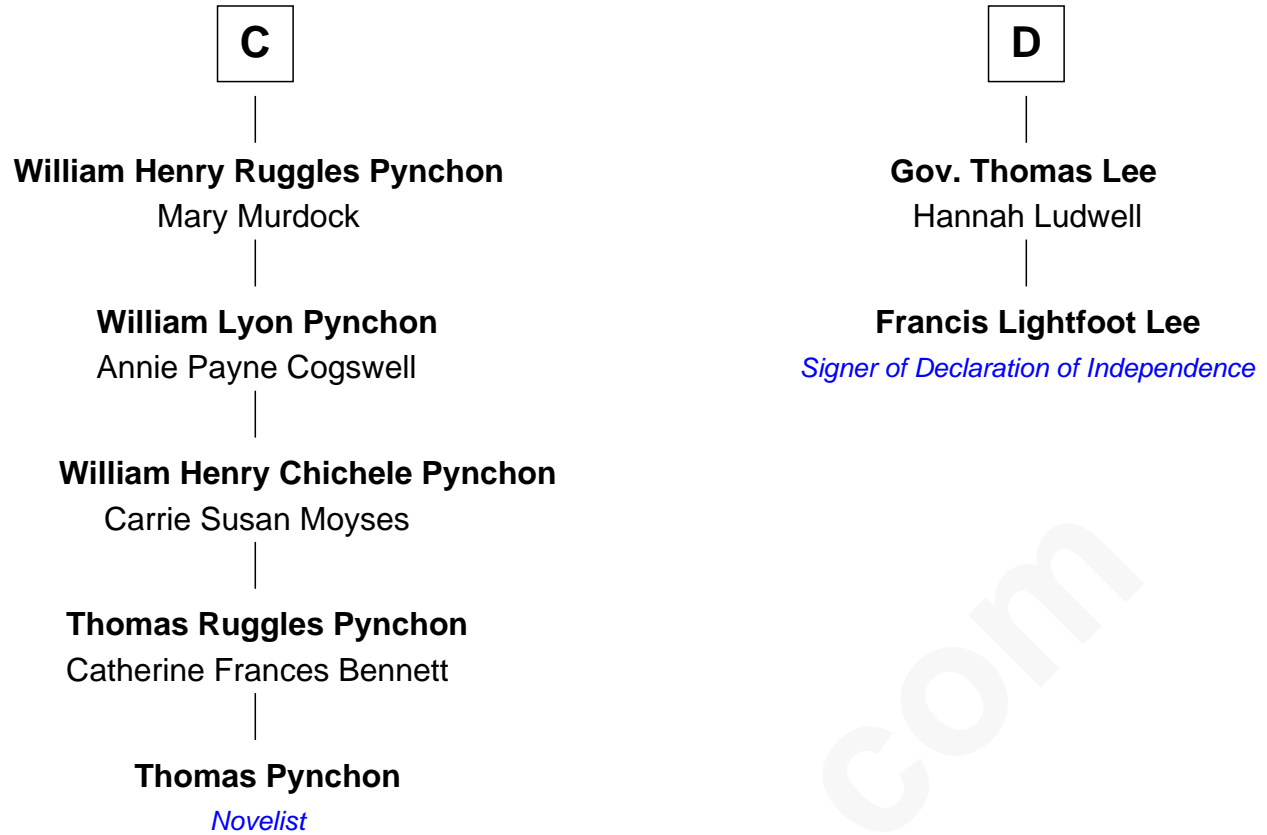 C
William Henry Ruggles Pynchon
Mary Murdock
William Lyon Pynchon
Annie Payne Cogswell
William Henry Chichele Pynchon
Carrie Susan Moyses
Thomas Ruggles Pynchon
Catherine Frances Bennett
Thomas Pynchon
Novelist
D
Gov. Thomas Lee
Hannah Ludwell
Francis Lightfoot Lee
Signer of Declaration of Independence
com